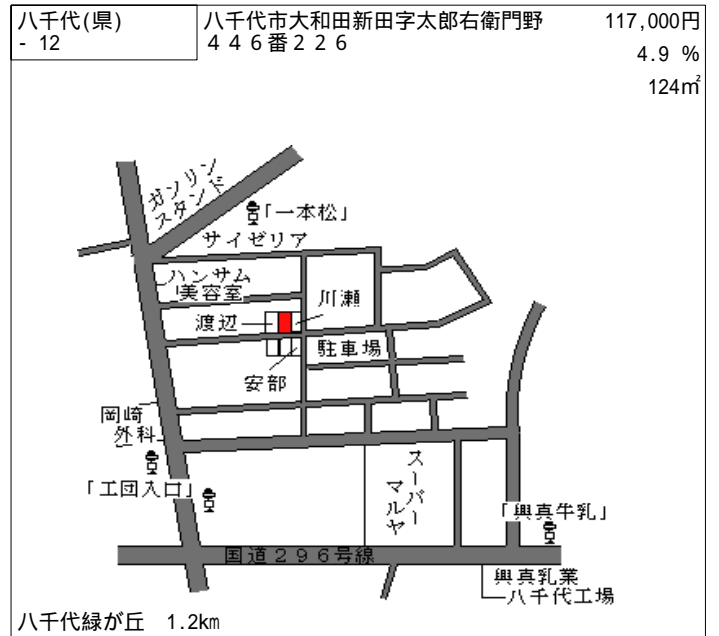 八千代(県)
- 12
八千代市大和田新田字太郎右衛門野
４４６番２２６
117,000円
4.9 %
124㎡
ガソリン
スタンド
「一本松」
サイゼリア
ハンサム
美容室
川瀬
渡辺
駐車場
安部
岡崎
外科
「工団入口」
スーパー
マルヤ
「興真牛乳」
国道２９６号線
興真乳業
八千代工場
八千代緑が丘 1.2km